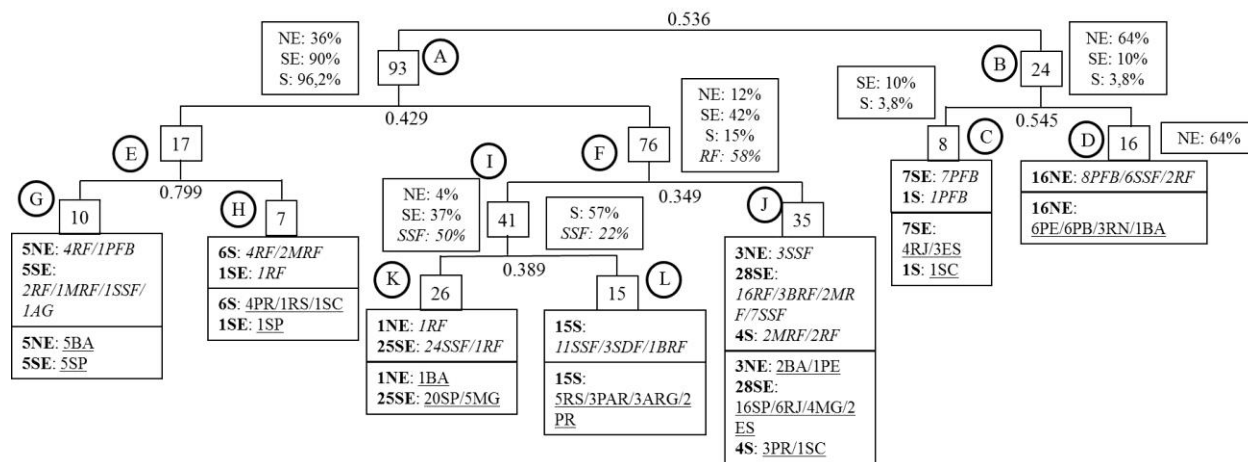 0.536
NE: 36%
SE: 90%
S: 96,2%
93
A
B
24
NE: 64%
SE: 10%
S: 3,8%
0.429
SE: 10%
S: 3,8%
0.545
E
17
NE: 12%
SE: 42%
S: 15%
RF: 58%
F
76
8
C
D
16
NE: 64%
0.799
I
0.349
G
10
H
7
NE: 4%
SE: 37%
SSF: 50%
41
S: 57%
SSF: 22%
J
35
7SE: 7PFB
1S: 1PFB
7SE:
4RJ/3ES
1S: 1SC
16NE: 8PFB/6SSF/2RF
16NE:
6PE/6PB/3RN/1BA
5NE: 4RF/1PFB
5SE:
2RF/1MRF/1SSF/
1AG
5NE: 5BA
5SE: 5SP
6S: 4RF/2MRF
1SE: 1RF
6S: 4PR/1RS/1SC
1SE: 1SP
0.389
K
26
15
L
1NE: 1RF
25SE: 24SSF/1RF
1NE: 1BA
25SE: 20SP/5MG
15S:
11SSF/3SDF/1BRF
15S:
5RS/3PAR/3ARG/2
PR
3NE: 3SSF
28SE:
16RF/3BRF/2MR
F/7SSF
4S: 2MRF/2RF
3NE: 2BA/1PE
28SE:
16SP/6RJ/4MG/2
ES
4S: 3PR/1SC